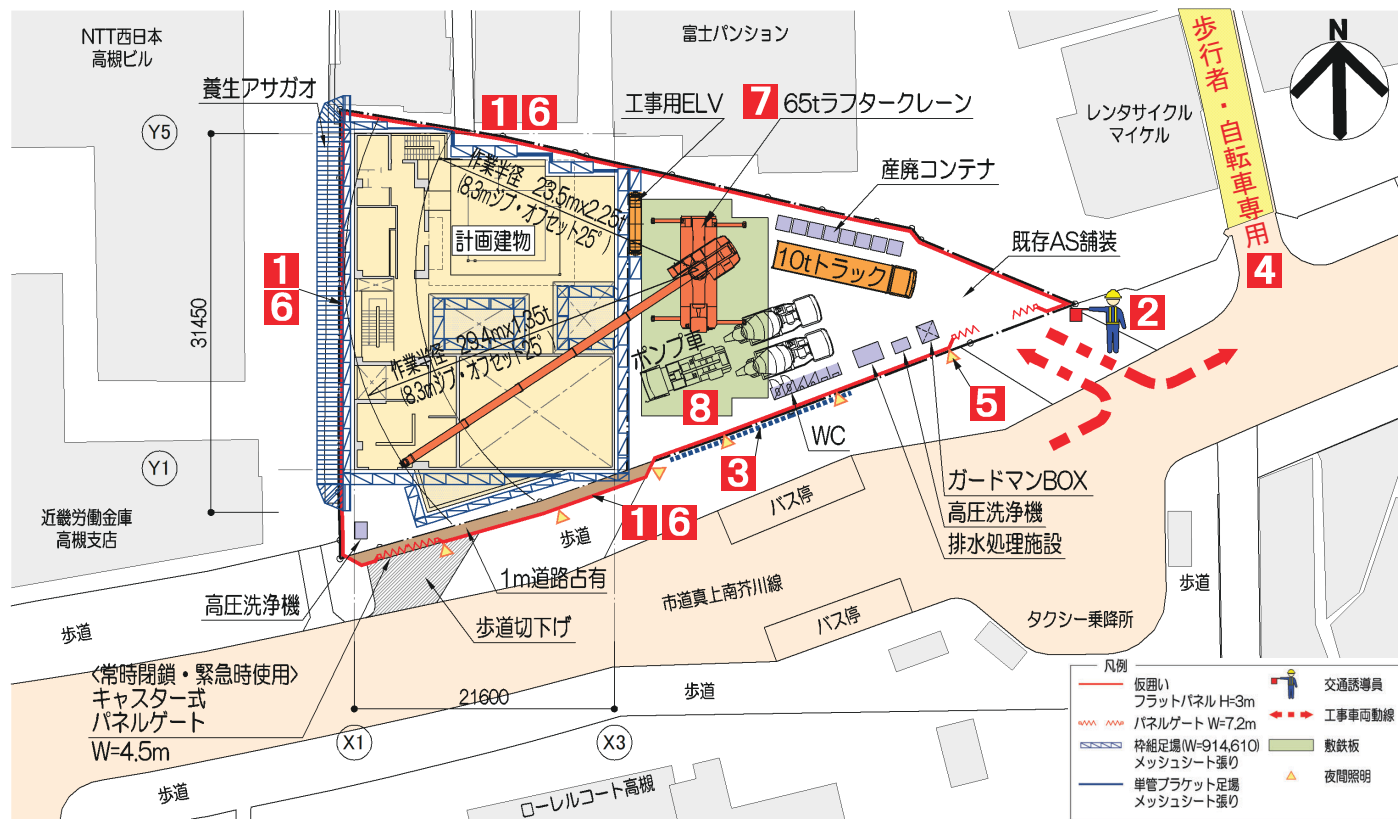 NTT西日本
高槻ビル
富士パンション
養生アサガオ
1 6
工事用ELV
7
65tラフタークレーン
産廃コンテナ
レンタサイクル
マイケル
歩行者・自転車専用
4
N
Y5
作業半径 23.5mx2.25t
(8.3mジブ・オフセット25°)
計画建物
10tトラック
既存AS舗装
1
6
2
31450
作業半径 29.4mx1.35t
(8.3mジブ・オフセット25°)
ポンプ車
8
5
WC
3
ガードマンBOX
高圧洗浄機
排水処理施設
Y1
近畿労働金庫
高槻支店
1 6
バス停
歩道
1m道路占有
市道真上南芥川線
歩道
高圧洗浄機
歩道切下げ
バス停
タクシー乗降所
歩道
〈常時閉鎖・緊急時使用〉
キャスター式
パネルゲート
W=4.5m
21600
歩道
X1
X3
歩道
ローレルコート高槻
凡例
仮囲い
フラットパネル H=3m
パネルゲート W=7.2m
枠組足場(W=914,610)
メッシュシート張り
単管ブラケット足場
メッシュシート張り
交通誘導員
工事車両動線
敷鉄板
夜間照明